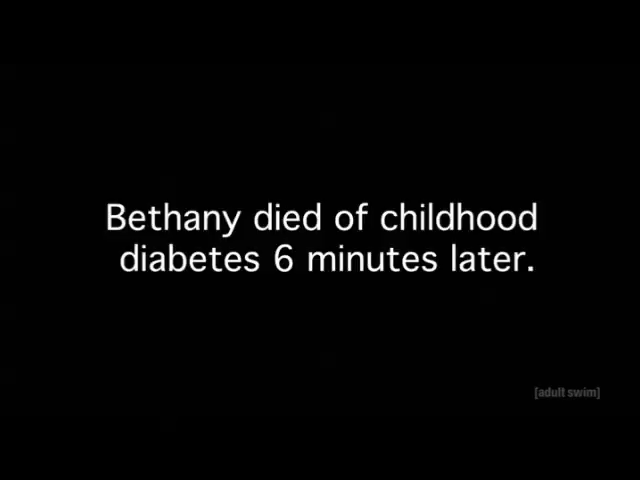 Bethany died of childhood
diabetes 6 minutes later.
[adult swim]